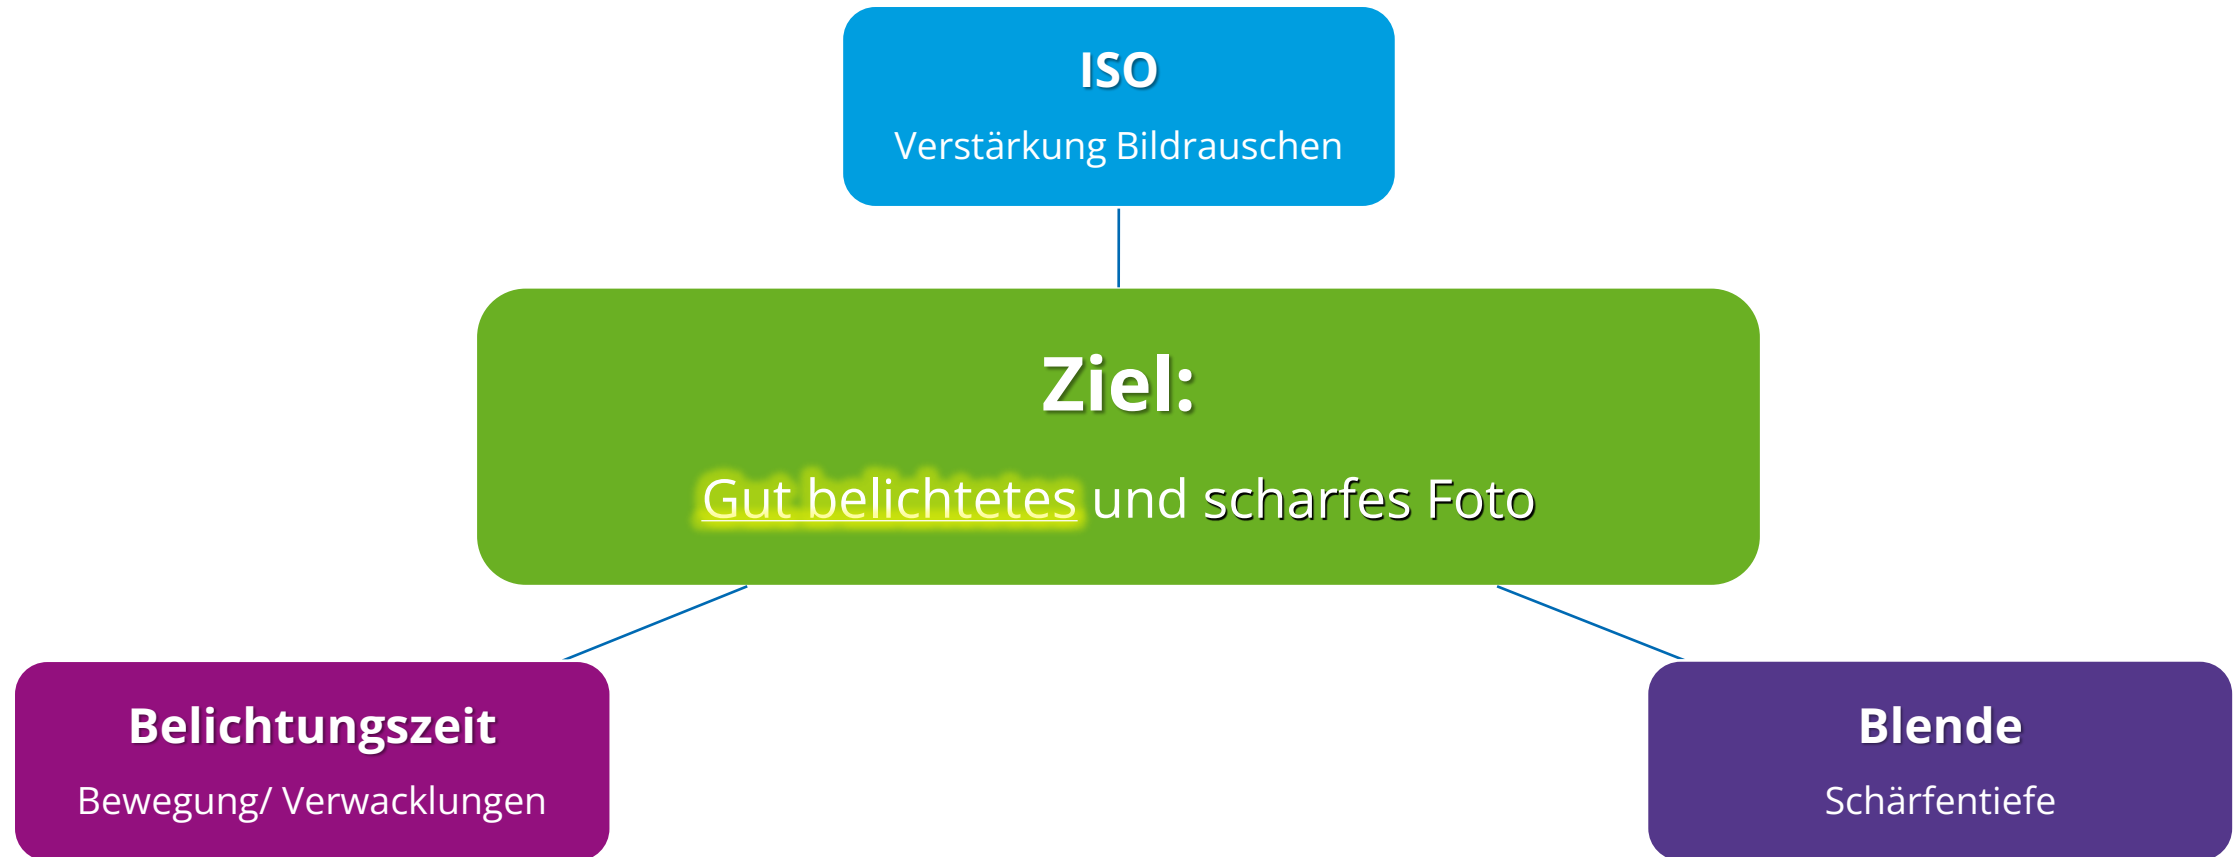 ISO
Verstärkung Bildrauschen
Ziel:
Gut belichtetes und scharfes Foto
Belichtungszeit
Bewegung/ Verwacklungen
Blende
Schärfentiefe